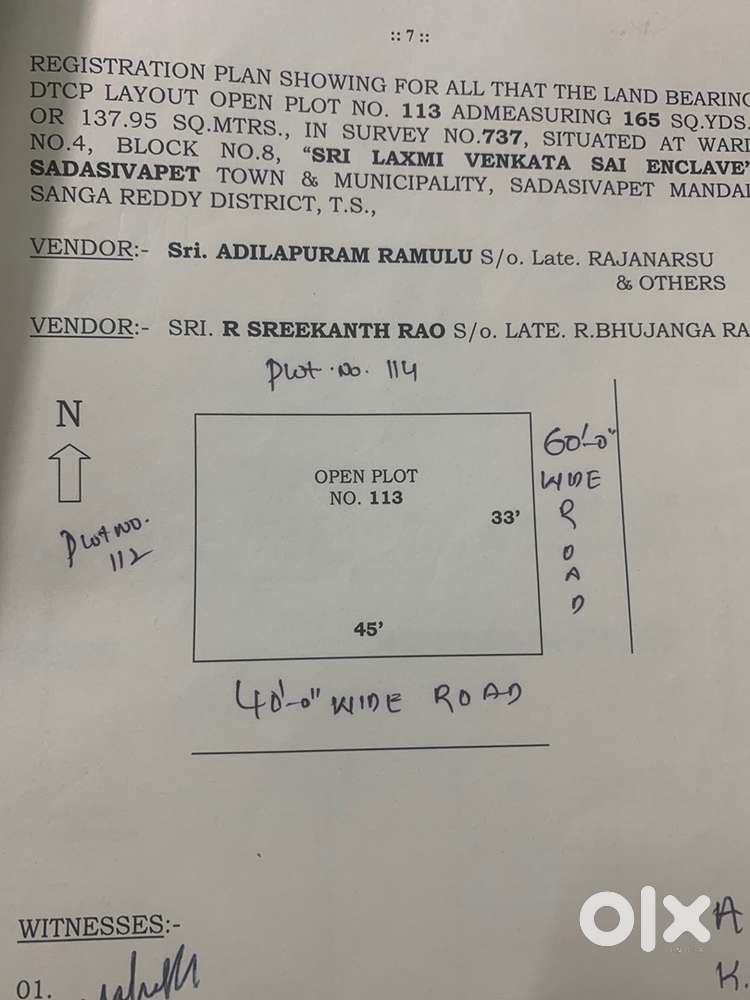 :: 7 ::
REGISTRATION PLAN SHOWING FOR ALL THAT THE LAND BEARING
DTCP LAYOUT OPEN PLOT NO. 113 ADMEASURING 165 SQ.YDS.
OR 137.95 SQ.MTRS., IN SURVEY NO.737, SITUATED AT WARD
NO.4, BLOCK NO.8, “SRI LAXMI VENKATA SAI ENCLAVE”
SADASIVAPET TOWN & MUNICIPALITY, SADASIVAPET MANDAL
SANGA REDDY DISTRICT, T.S.,
VENDOR:- Sri. ADILAPURAM RAMULU S/o. Late. RAJANARSU
& OTHERS
VENDOR:- SRI. R SREEKANTH RAO S/o. LATE. R.BHUJANGA RA
Plot No. 114
N
OPEN PLOT
NO. 113
33’
45’
Plot No.
112
60'-0"
WIDE
R
O
A
D
40'-0" WIDE ROAD
WITNESSES:-
01.
A
K.
olx
INDIA